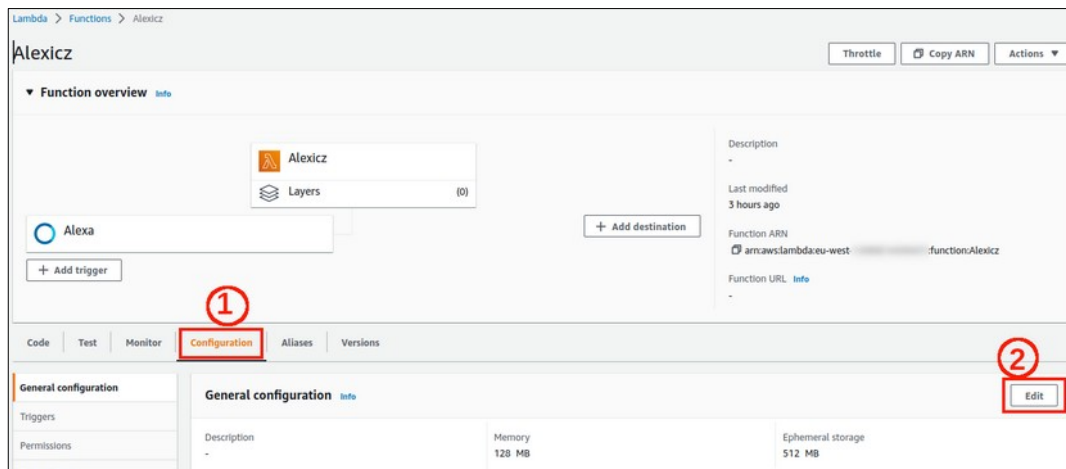 Lambda > Functions > Alexicz
Alexicz
Throttle
Copy ARN
Actions ▼
▼ Function overview Info
Alexicz
Layers (0)
Alexa
+ Add trigger
+ Add destination
Description
-
Last modified
3 hours ago
Function ARN
arn:aws:lambda:eu-west- :function:Alexicz
Function URL Info
-
1
Code Test Monitor Configuration Aliases Versions
2
General configuration
Triggers
Permissions
General configuration Info
Edit
Description
-
Memory
128 MB
Ephemeral storage
512 MB